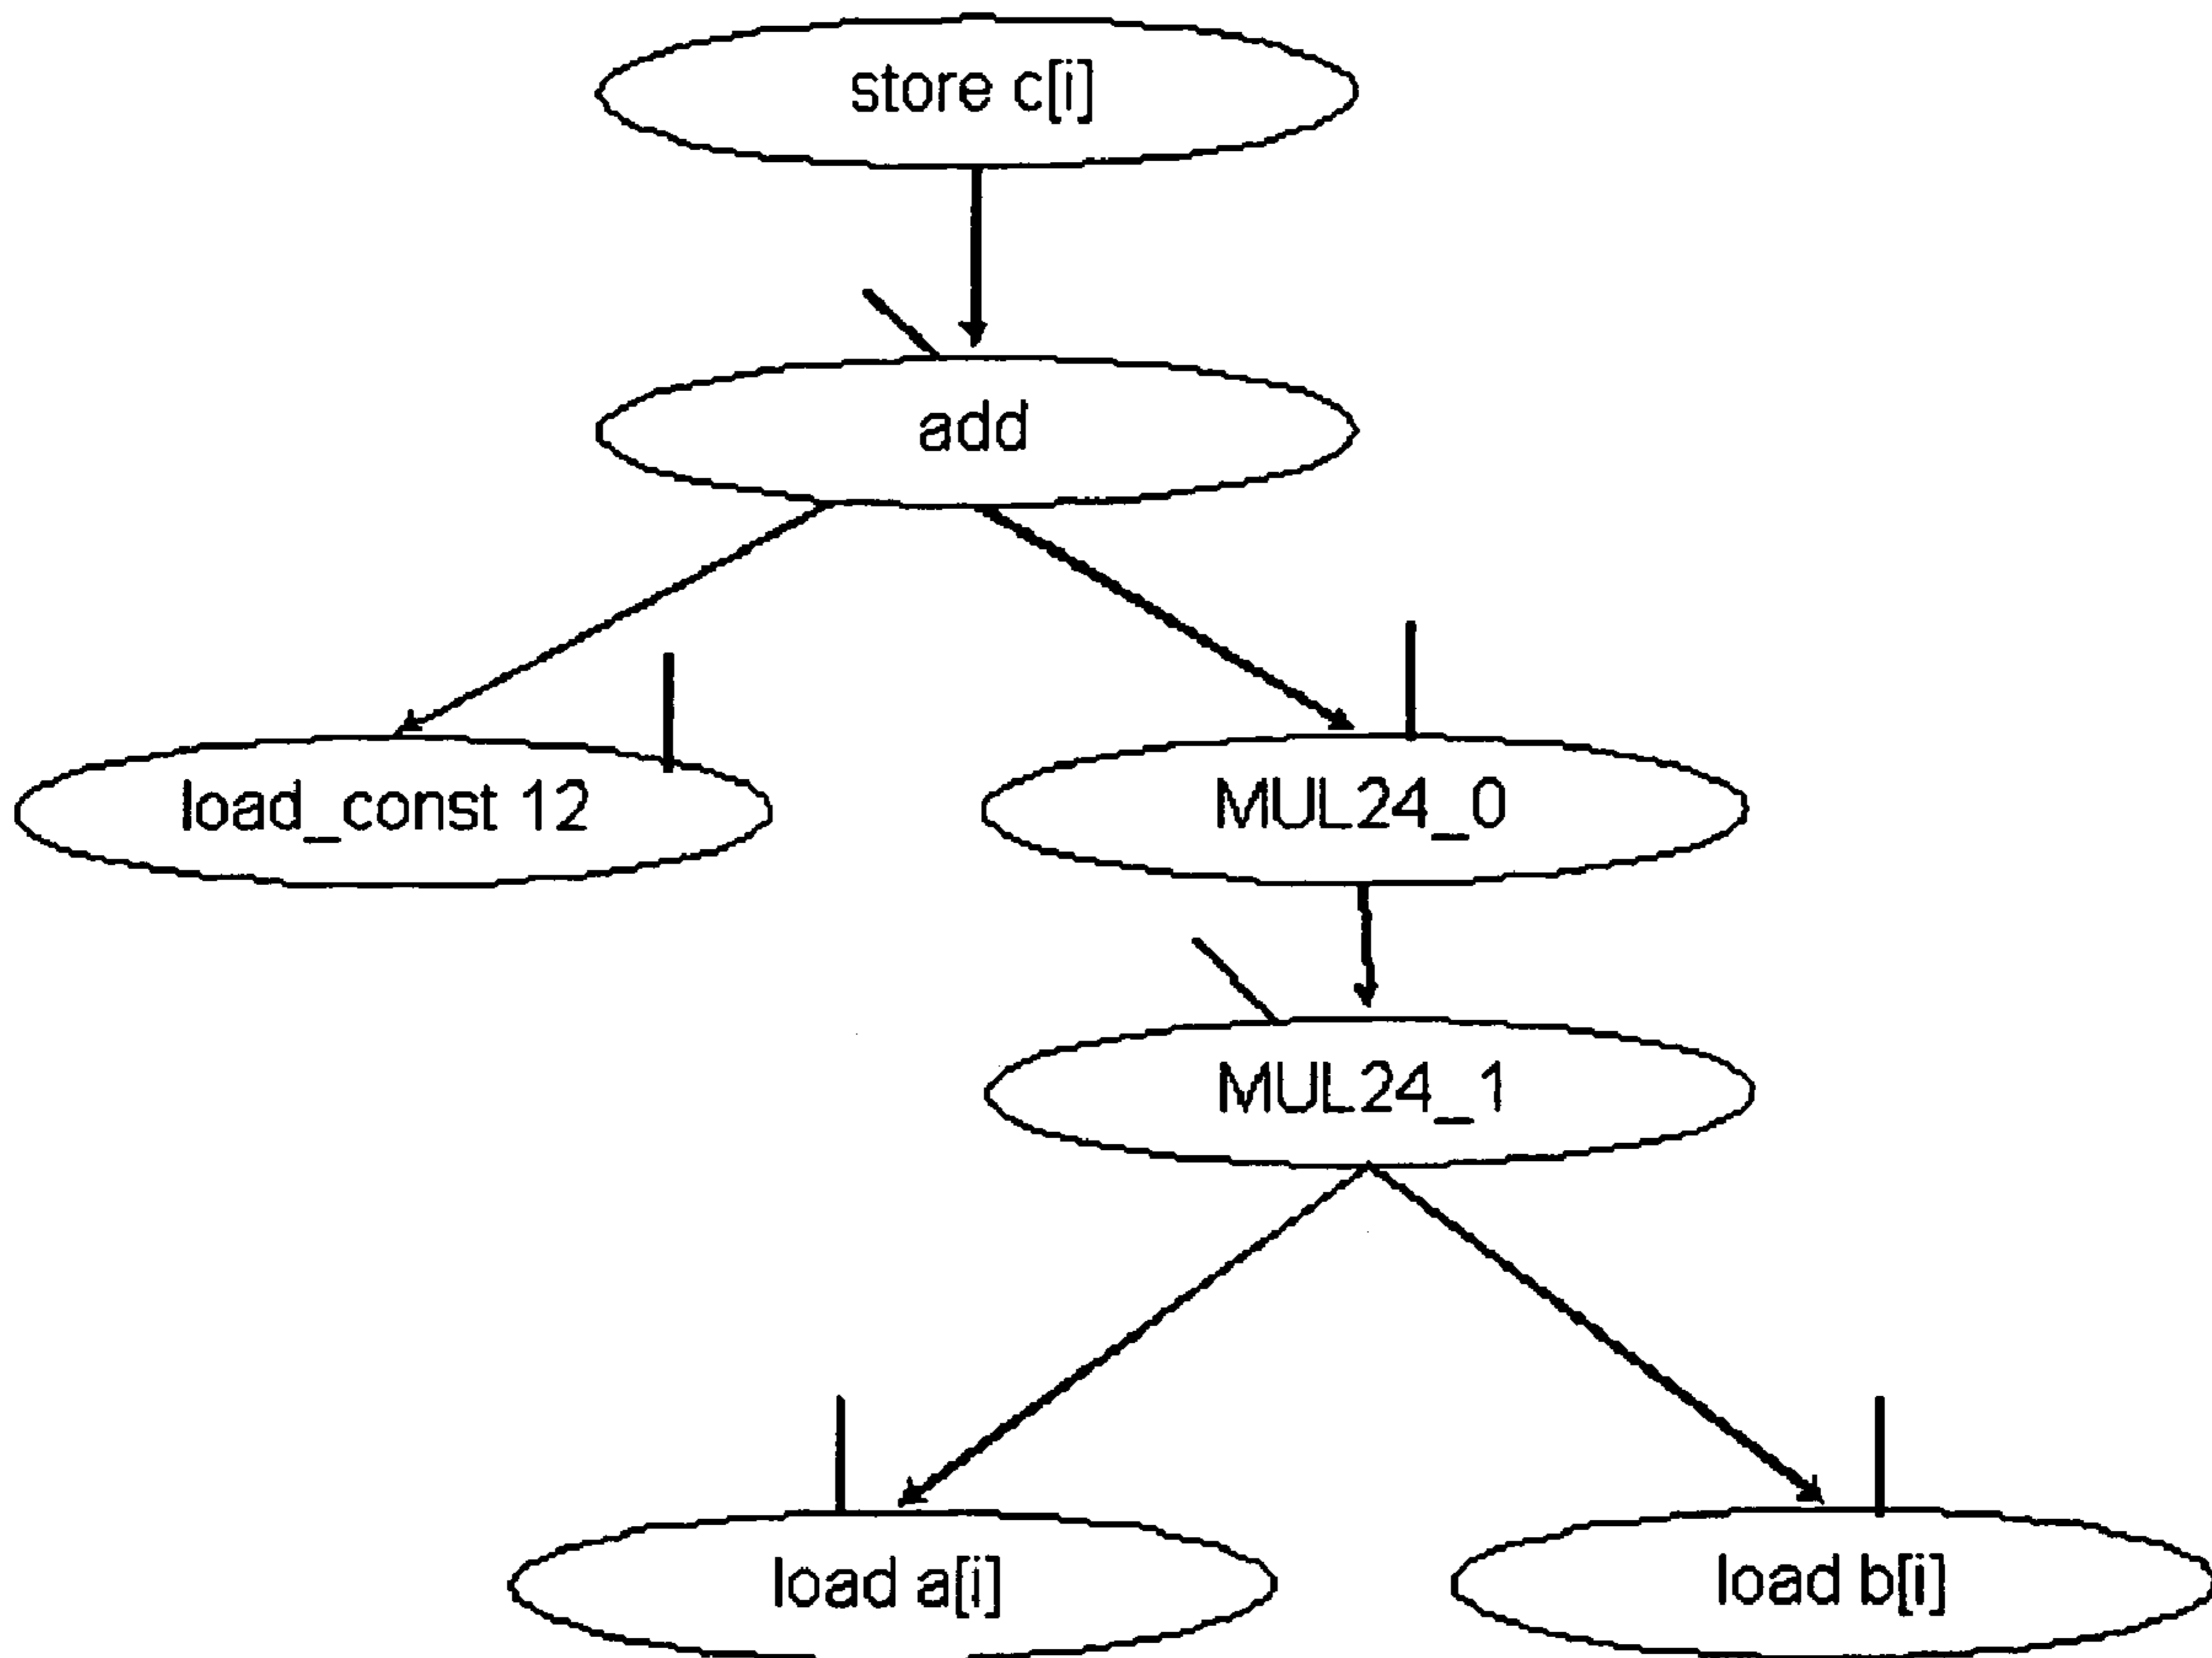 store c[i]
add
load_const 12
MUL24_0
MUL24_1
load a[i]
load b[i]